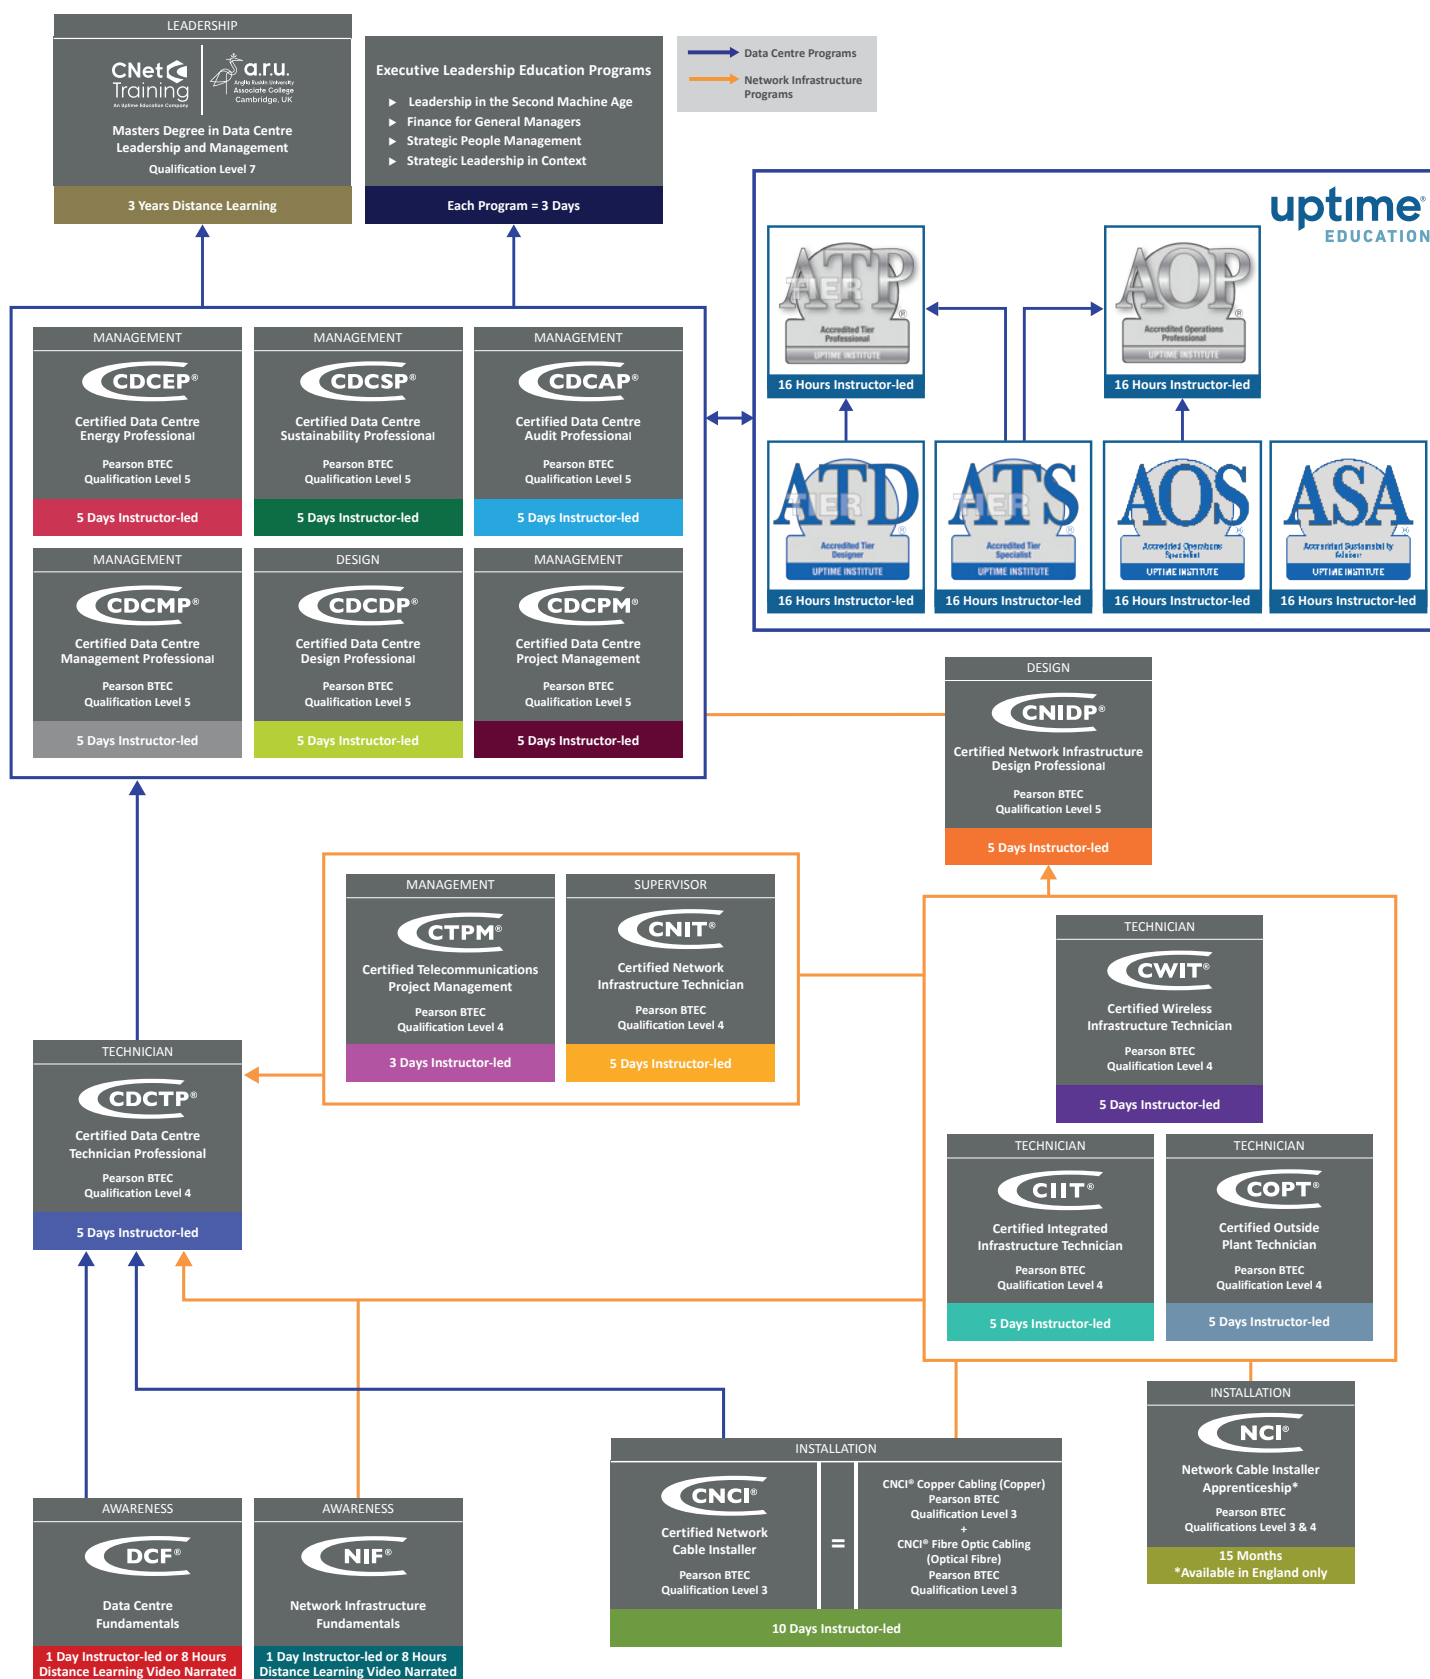 LEADERSHIP
CNet
Training
An Uptime Education Company
a.r.u.
Anglia Ruskin University
Associate College
Cambridge, UK
Masters Degree in Data Centre
Leadership and Management
Qualification Level 7
3 Years Distance Learning
Executive Leadership Education Programs
Leadership in the Second Machine Age
Finance for General Managers
Strategic People Management
Strategic Leadership in Context
Each Program = 3 Days
Data Centre Programs
Network Infrastructure
Programs
uptime®
EDUCATION
ATP
TIER
®
Accredited Tier
Professional
UPTIME INSTITUTE
16 Hours Instructor-led
AOP
®
Accredited Operations
Professional
UPTIME INSTITUTE
16 Hours Instructor-led
ATD
TIER
®
Accredited Tier
Designer
UPTIME INSTITUTE
16 Hours Instructor-led
ATS
TIER
®
Accredited Tier
Specialist
UPTIME INSTITUTE
16 Hours Instructor-led
AOS
Accredited Operations
Specialist
UPTIME INSTITUTE
16 Hours Instructor-led
ASA
Accredited Sustainability
Advisor
UPTIME INSTITUTE
16 Hours Instructor-led
MANAGEMENT
CDCEP®
Certified Data Centre
Energy Professional
Pearson BTEC
Qualification Level 5
5 Days Instructor-led
MANAGEMENT
CDCSP®
Certified Data Centre
Sustainability Professional
Pearson BTEC
Qualification Level 5
5 Days Instructor-led
MANAGEMENT
CDCAP®
Certified Data Centre
Audit Professional
Pearson BTEC
Qualification Level 5
5 Days Instructor-led
MANAGEMENT
CDCMP®
Certified Data Centre
Management Professional
Pearson BTEC
Qualification Level 5
5 Days Instructor-led
DESIGN
CDCDP®
Certified Data Centre
Design Professional
Pearson BTEC
Qualification Level 5
5 Days Instructor-led
MANAGEMENT
CDCPM®
Certified Data Centre
Project Management
Pearson BTEC
Qualification Level 5
5 Days Instructor-led
DESIGN
CNIDP®
Certified Network Infrastructure
Design Professional
Pearson BTEC
Qualification Level 5
5 Days Instructor-led
MANAGEMENT
CTPM®
Certified Telecommunications
Project Management
Pearson BTEC
Qualification Level 4
3 Days Instructor-led
SUPERVISOR
CNIT®
Certified Network
Infrastructure Technician
Pearson BTEC
Qualification Level 4
5 Days Instructor-led
TECHNICIAN
CWIT®
Certified Wireless
Infrastructure Technician
Pearson BTEC
Qualification Level 4
5 Days Instructor-led
TECHNICIAN
CDCTP®
Certified Data Centre
Technician Professional
Pearson BTEC
Qualification Level 4
5 Days Instructor-led
TECHNICIAN
CIIT®
Certified Integrated
Infrastructure Technician
Pearson BTEC
Qualification Level 4
5 Days Instructor-led
TECHNICIAN
COPT®
Certified Outside
Plant Technician
Pearson BTEC
Qualification Level 4
5 Days Instructor-led
INSTALLATION
NCI®
Network Cable Installer
Apprenticeship*
Pearson BTEC
Qualifications Level 3 & 4
15 Months
*Available in England only
INSTALLATION
CNCI®
Certified Network
Cable Installer
Pearson BTEC
Qualification Level 3
=
CNCI® Copper Cabling (Copper)
Pearson BTEC
Qualification Level 3
+
CNCI® Fibre Optic Cabling
(Optical Fibre)
Pearson BTEC
Qualification Level 3
10 Days Instructor-led
AWARENESS
DCF®
Data Centre
Fundamentals
1 Day Instructor-led or 8 Hours
Distance Learning Video Narrated
AWARENESS
NIF®
Network Infrastructure
Fundamentals
1 Day Instructor-led or 8 Hours
Distance Learning Video Narrated